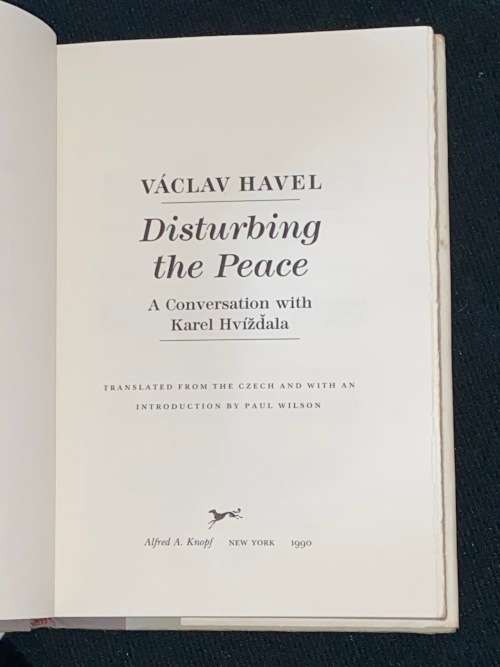 VÁCLAV HAVEL
Disturbing
the Peace
A Conversation with
Karel Hvížďala
TRANSLATED FROM THE CZECH AND WITH AN
INTRODUCTION BY PAUL WILSON
Alfred A. Knopf NEW YORK 1990